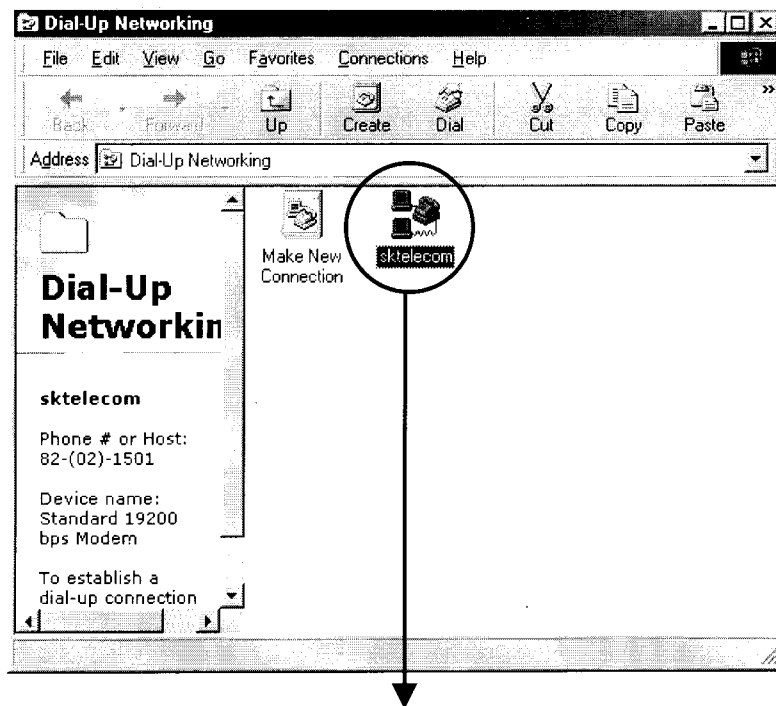 Dial-Up Networking
File Edit View Go Favorites Connections Help
Back Forward Up Create Dial Cut Copy Paste »
Address Dial-Up Networking
Make New
Connection
sktelecom
Dial-Up
Networkin
sktelecom
Phone # or Host:
82-(02)-1501
Device name:
Standard 19200
bps Modem
To establish a
dial-up connection